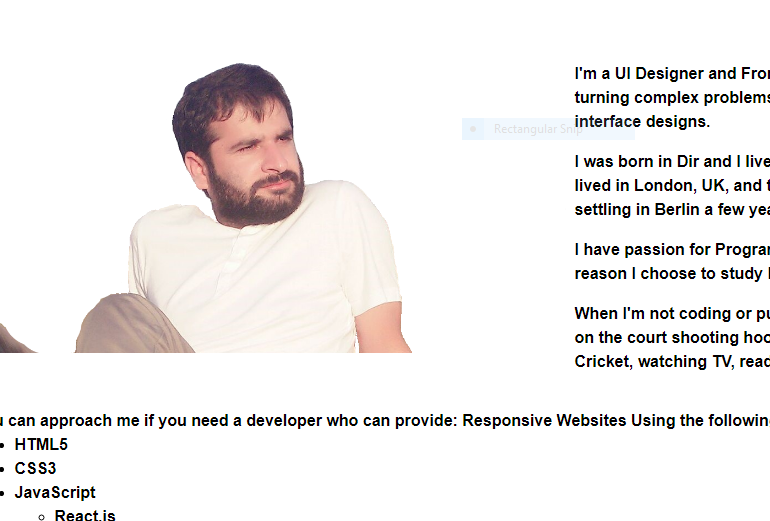 I'm a UI Designer and Fron
turning complex problems
interface designs.
Rectangular Snip
I was born in Dir and I live
lived in London, UK, and t
settling in Berlin a few yea
I have passion for Program
reason I choose to study
When I'm not coding or pu
on the court shooting hoo
Cricket, watching TV, read
u can approach me if you need a developer who can provide: Responsive Websites Using the following
HTML5
CSS3
JavaScript
React.js